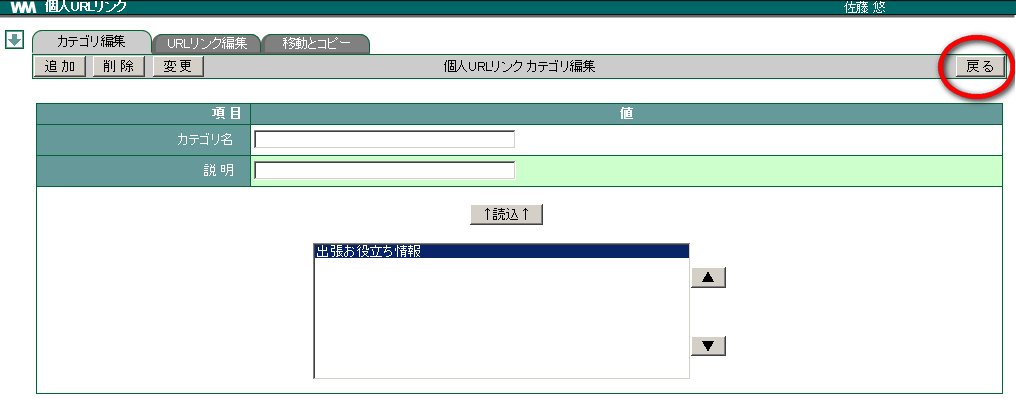 WM 個人URLリンク 佐藤 悠
カテゴリ編集 URLリンク編集 移動とコピー
追加 削除 変更 個人URLリンク カテゴリ編集 戻る
項目 値
カテゴリ名
説明
↑読込↑
出張お役立ち情報
▲
▼